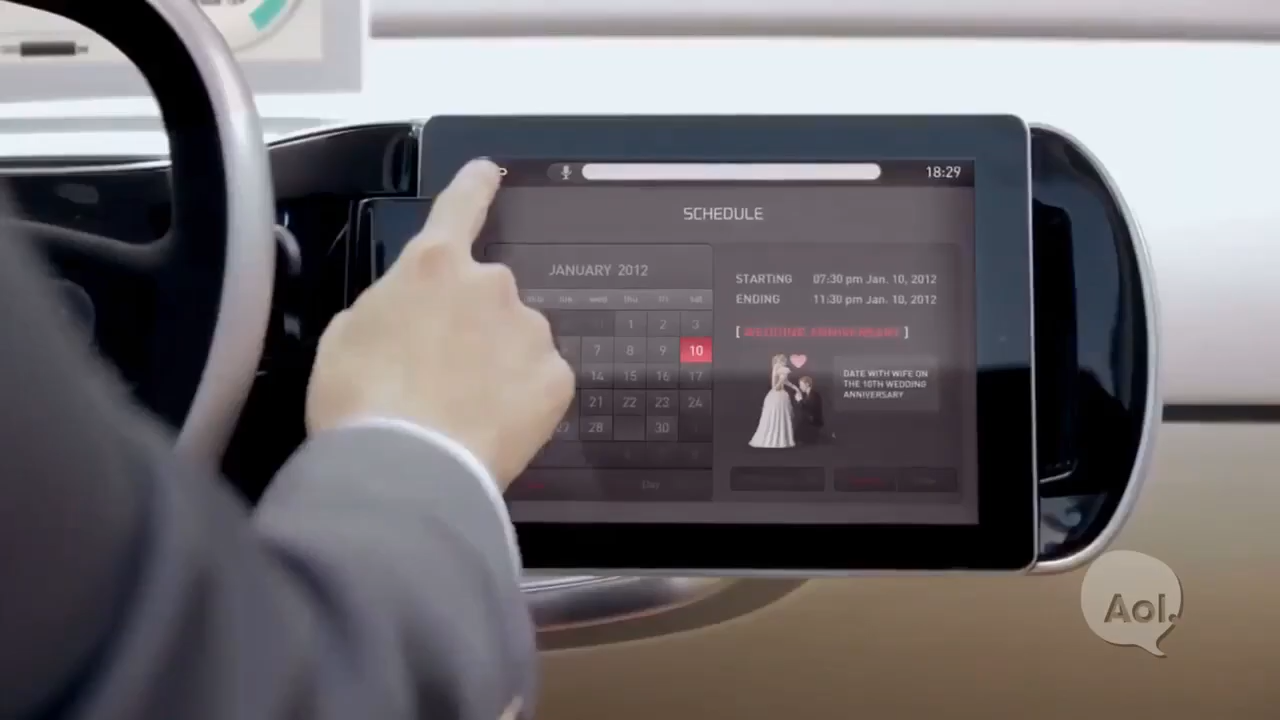 18:29
SCHEDULE
JANUARY 2012
wed thu fri sat
1 2 3
7 8 9 10
14 15 16 17
21 22 23 24
27 28 30
Day
STARTING 07:30 pm Jan. 10, 2012
ENDING 11:30 pm Jan. 10, 2012
[ WEDDING ANNIVERSARY ]
DATE WITH WIFE ON
THE 10TH WEDDING
ANNIVERSARY
Aol.